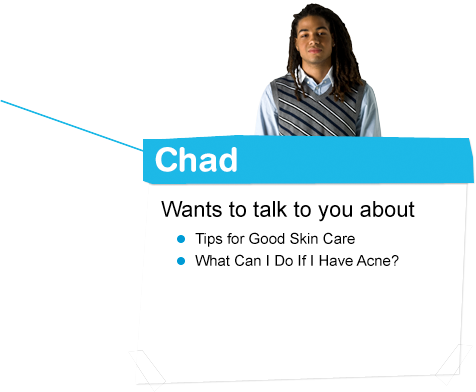 Chad
Wants to talk to you about
Tips for Good Skin Care
What Can I Do If I Have Acne?